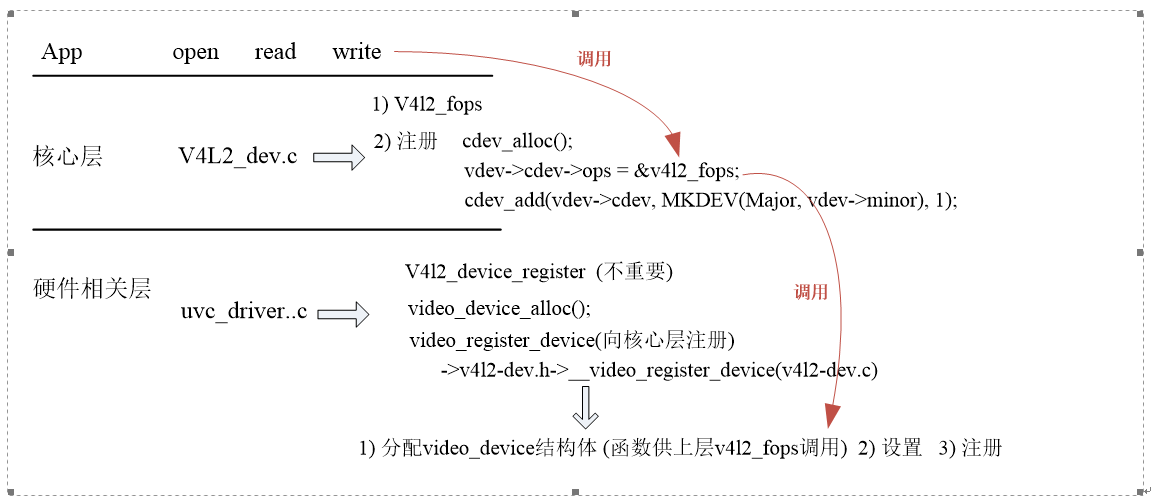 App open read write
调用
1) V4l2_fops
2) 注册 cdev_alloc();
核心层 V4L2_dev.c
vdev->cdev->ops = &v4l2_fops;
cdev_add(vdev->cdev, MKDEV(Major, vdev->minor), 1);
V4l2_device_register (不重要)
硬件相关层
调用
uvc_driver..c
video_device_alloc();
video_register_device(向核心层注册)
->v4l2-dev.h->__video_register_device(v4l2-dev.c)
1) 分配video_device结构体 (函数供上层v4l2_fops调用) 2) 设置 3) 注册